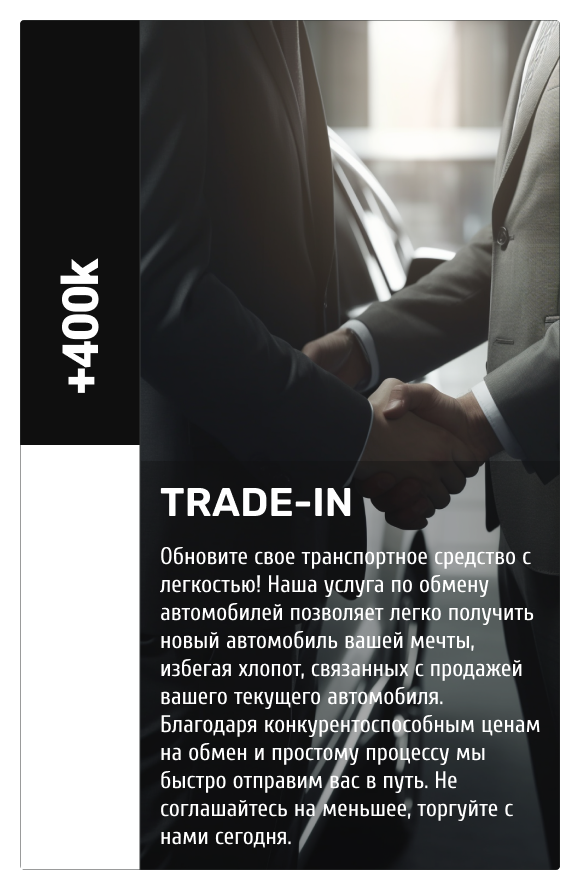 +400k
TRADE-IN
Обновите свое транспортное средство с
легкостью! Наша услуга по обмену
автомобилей позволяет легко получить
новый автомобиль вашей мечты,
избегая хлопот, связанных с продажей
вашего текущего автомобиля.
Благодаря конкурентоспособным ценам
на обмен и простому процессу мы
быстро отправим вас в путь. Не
соглашайтесь на меньшее, торгуйте с
нами сегодня.